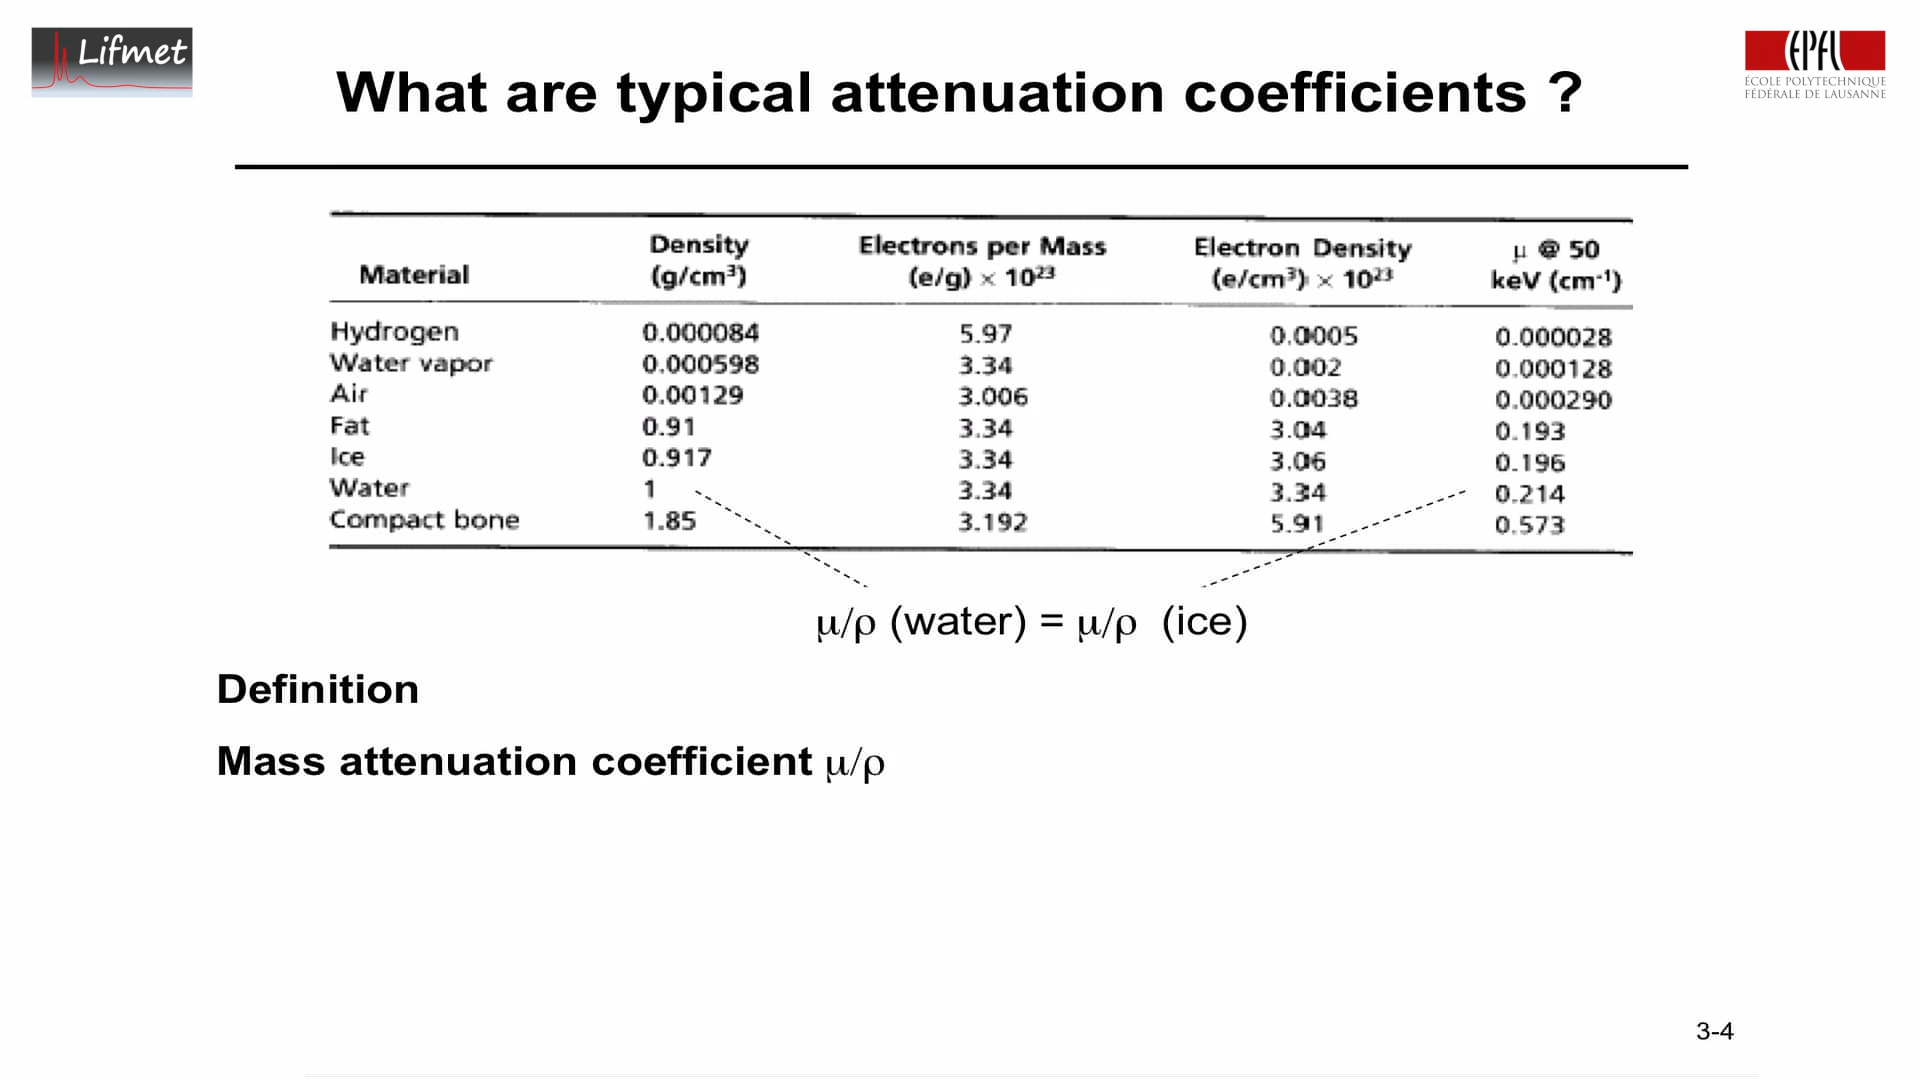 Lifmet
EPFL
ÉCOLE POLYTECHNIQUE
FÉDÉRALE DE LAUSANNE
What are typical attenuation coefficients ?
Material Density (g/cm³) Electrons per Mass (e/g) × 10²³ Electron Density (e/cm³) × 10²³ μ @ 50 keV (cm⁻¹)
Hydrogen 0.000084 5.97 0.0005 0.000028
Water vapor 0.000598 3.34 0.002 0.000128
Air 0.00129 3.006 0.0038 0.000290
Fat 0.91 3.34 3.04 0.193
Ice 0.917 3.34 3.06 0.196
Water 1 3.34 3.34 0.214
Compact bone 1.85 3.192 5.91 0.573
μ/ρ (water) = μ/ρ (ice)
Definition
Mass attenuation coefficient μ/ρ
3-4